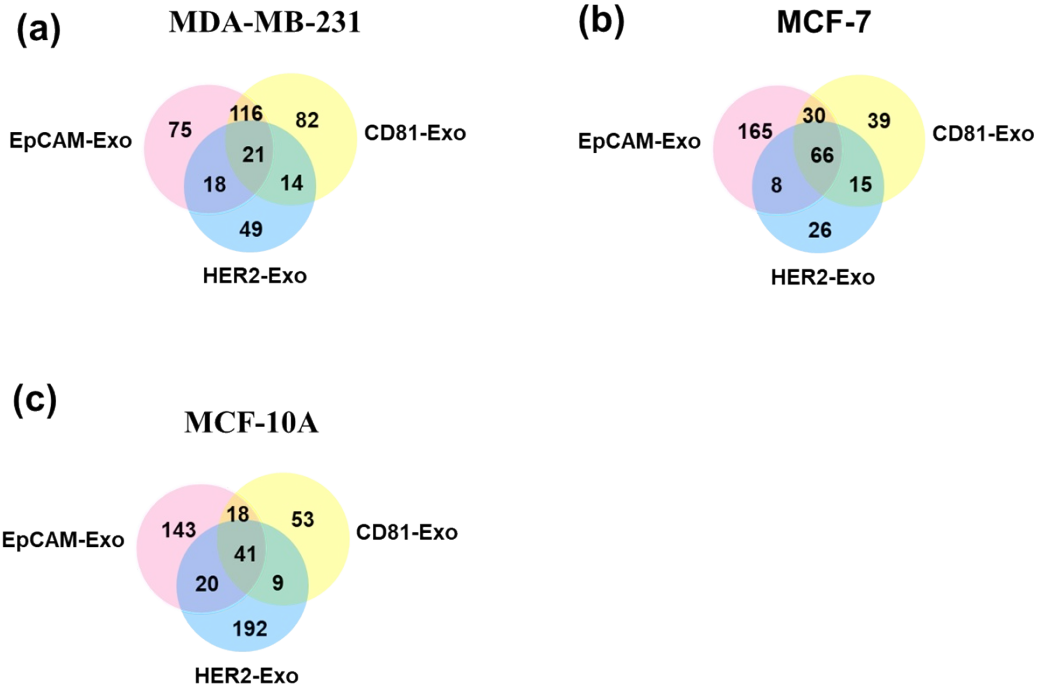 (a)
MDA-MB-231
EpCAM-Exo
75
116
82
CD81-Exo
21
18
14
49
HER2-Exo
(b)
MCF-7
EpCAM-Exo
165
30
39
CD81-Exo
66
8
15
26
HER2-Exo
(c)
MCF-10A
EpCAM-Exo
143
18
53
CD81-Exo
41
20
9
192
HER2-Exo